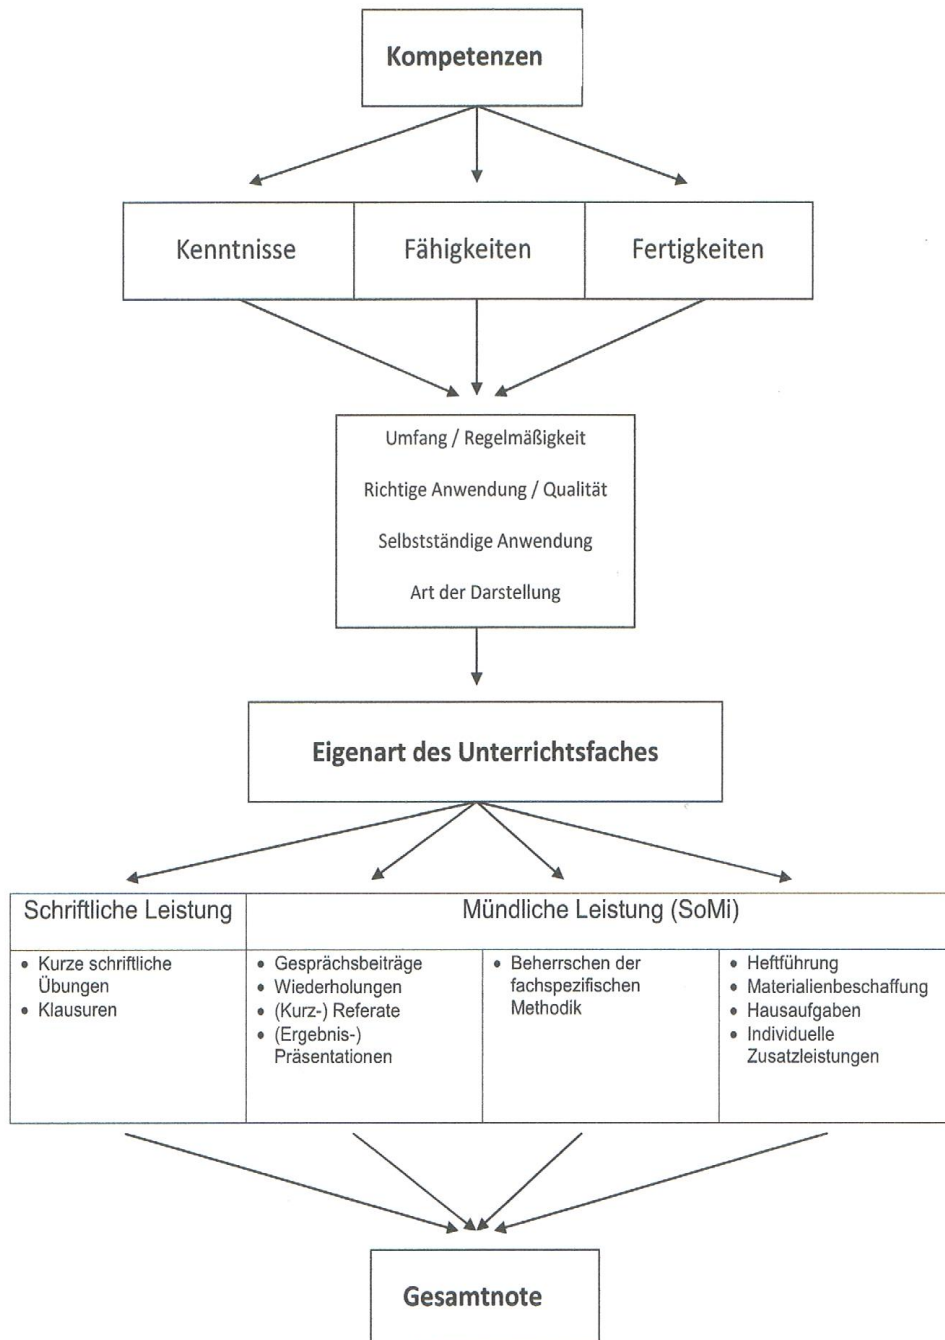 Kompetenzen
Kenntnisse
Fähigkeiten
Fertigkeiten
Umfang / Regelmäßigkeit
Richtige Anwendung / Qualität
Selbstständige Anwendung
Art der Darstellung
Eigenart des Unterrichtsfaches
Schriftliche Leistung
Mündliche Leistung (SoMi)
• Kurze schriftliche
Übungen
• Klausuren
• Gesprächsbeiträge
• Wiederholungen
• (Kurz-) Referate
• (Ergebnis-)
Präsentationen
• Beherrschen der
fachspezifischen
Methodik
• Heftführung
• Materialienbeschaffung
• Hausaufgaben
• Individuelle
Zusatzleistungen
Gesamtnote